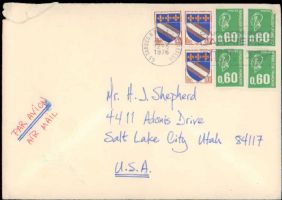 1976
0.60
0.60
0.60
0.60
PAR AVION
AIR MAIL
Mr. H. J. Shepherd
4411 Adonis Drive
Salt Lake City Utah 84117
U.S.A.